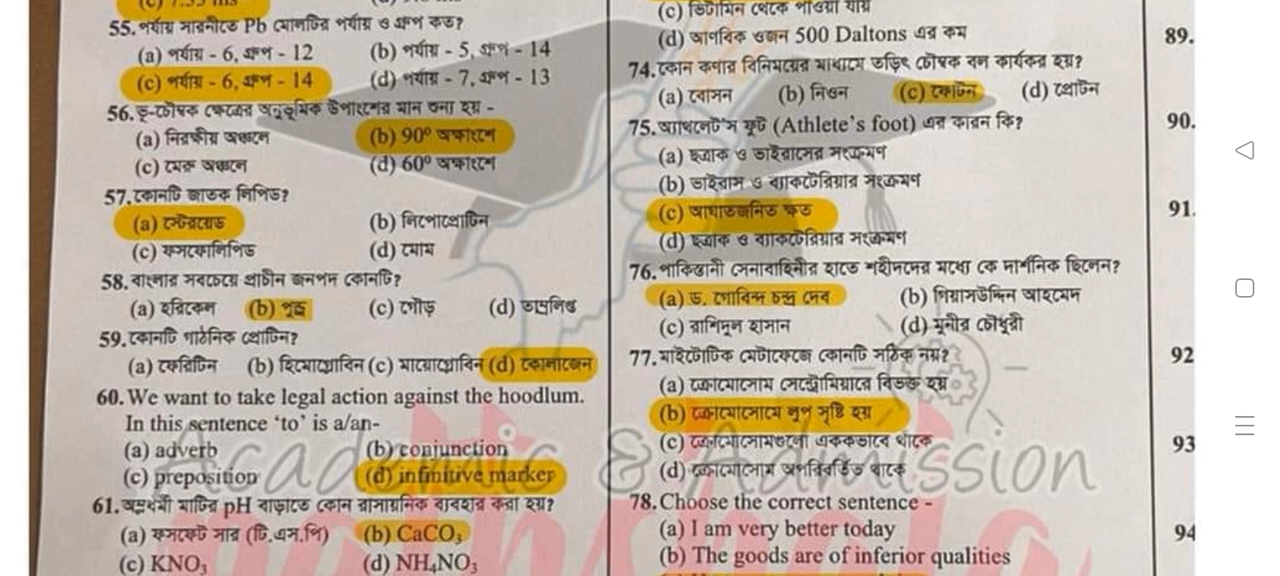 (c) 7.33 ms
55. পর্যায় সারনীতে Pb মোলটির পর্যায় ও গ্রুপ কত?
(a) পর্যায় - 6, গ্রুপ - 12 (b) পর্যায় - 5, গ্রুপ - 14
(c) পর্যায় - 6, গ্রুপ - 14 (d) পর্যায় - 7, গ্রুপ - 13
56. ভূ-চৌম্বক ক্ষেত্রের অনুভূমিক উপাংশের মান শুন্য হয় -
(a) নিরক্ষীয় অঞ্চলে (b) 90⁰ অক্ষাংশে
(c) মেরু অঞ্চলে (d) 60⁰ অক্ষাংশে
57. কোনটি জাতক লিপিড?
(a) স্টেরয়েড (b) লিপোপ্রোটিন
(c) ফসফোলিপিড (d) মোম
58. বাংলার সবচেয়ে প্রাচীন জনপদ কোনটি?
(a) হরিকেল (b) পুন্ড্র (c) গৌড় (d) তাম্রলিপ্ত
59. কোনটি গাঠনিক প্রোটিন?
(a) ফেরিটিন (b) হিমোগ্লোবিন (c) মায়োগ্লোবিন (d) কোলাজেন
60. We want to take legal action against the hoodlum.
In this sentence ‘to’ is a/an-
(a) adverb (b) conjunction
(c) preposition (d) infinitive marker
61. অম্লধর্মী মাটির pH বাড়াতে কোন রাসায়নিক ব্যবহার করা হয়?
(a) ফসফেট সার (টি.এস.পি) (b) CaCO₃
(c) KNO₃ (d) NH₄NO₃
(c) ভিটামিন থেকে পাওয়া যায়
(d) আণবিক ওজন 500 Daltons এর কম
74. কোন কণার বিনিময়ের মাধ্যমে তড়িৎ চৌম্বক বল কার্যকর হয়?
(a) বোসন (b) নিওন (c) ফোটন (d) প্রোটন
75. অ্যাথলেট'স ফুট (Athlete’s foot) এর কারন কি?
(a) ছত্রাক ও ভাইরাসের সংক্রমণ
(b) ভাইরাস ও ব্যাকটেরিয়ার সংক্রমণ
(c) আঘাতজনিত ক্ষত
(d) ছত্রাক ও ব্যাকটেরিয়ার সংক্রমণ
76. পাকিস্তানী সেনাবাহিনীর হাতে শহীদদের মধ্যে কে দার্শনিক ছিলেন?
(a) ড. গোবিন্দ চন্দ্র দেব (b) গিয়াসউদ্দিন আহমেদ
(c) রাশিদুল হাসান (d) মুনীর চৌধুরী
77. মাইটোটিক মেটাফেজে কোনটি সঠিক নয়?
(a) ক্রোমোসোম সেন্ট্রোমিয়ারে বিভক্ত হয়
(b) ক্রোমোসোমে লুপ সৃষ্টি হয়
(c) ক্রোমোসোমগুলো এককভাবে থাকে
(d) ক্রোমোসোম অপরিবর্তিত থাকে
78. Choose the correct sentence -
(a) I am very better today
(b) The goods are of inferior qualities
89.
90.
91.
92
93
94
Academic & Admission